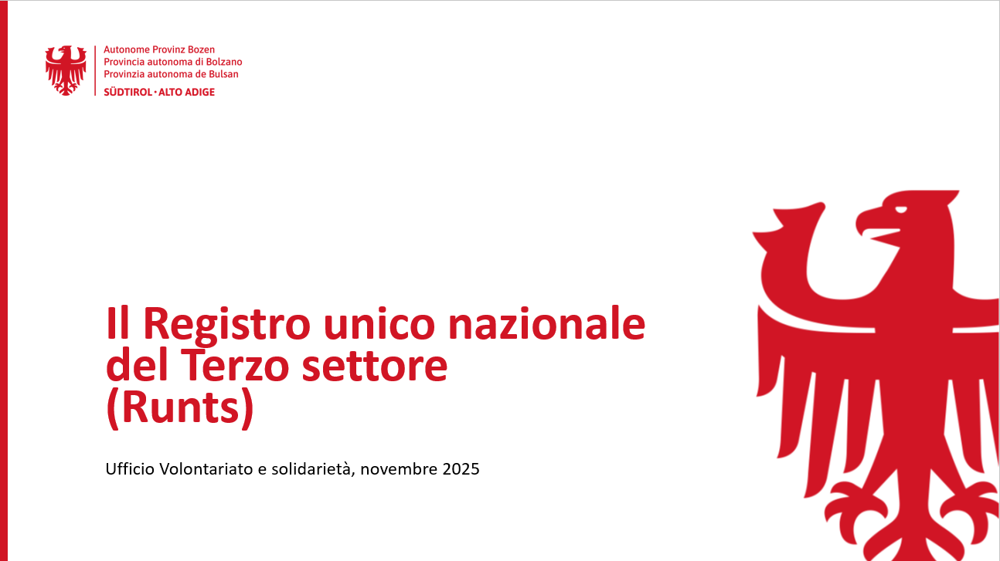 Autonome Provinz Bozen
Provincia autonoma di Bolzano
Provinzia autonoma de Bulsan
SÜDTIROL · ALTO ADIGE
Il Registro unico nazionale
del Terzo settore
(Runts)
Ufficio Volontariato e solidarietà, novembre 2025